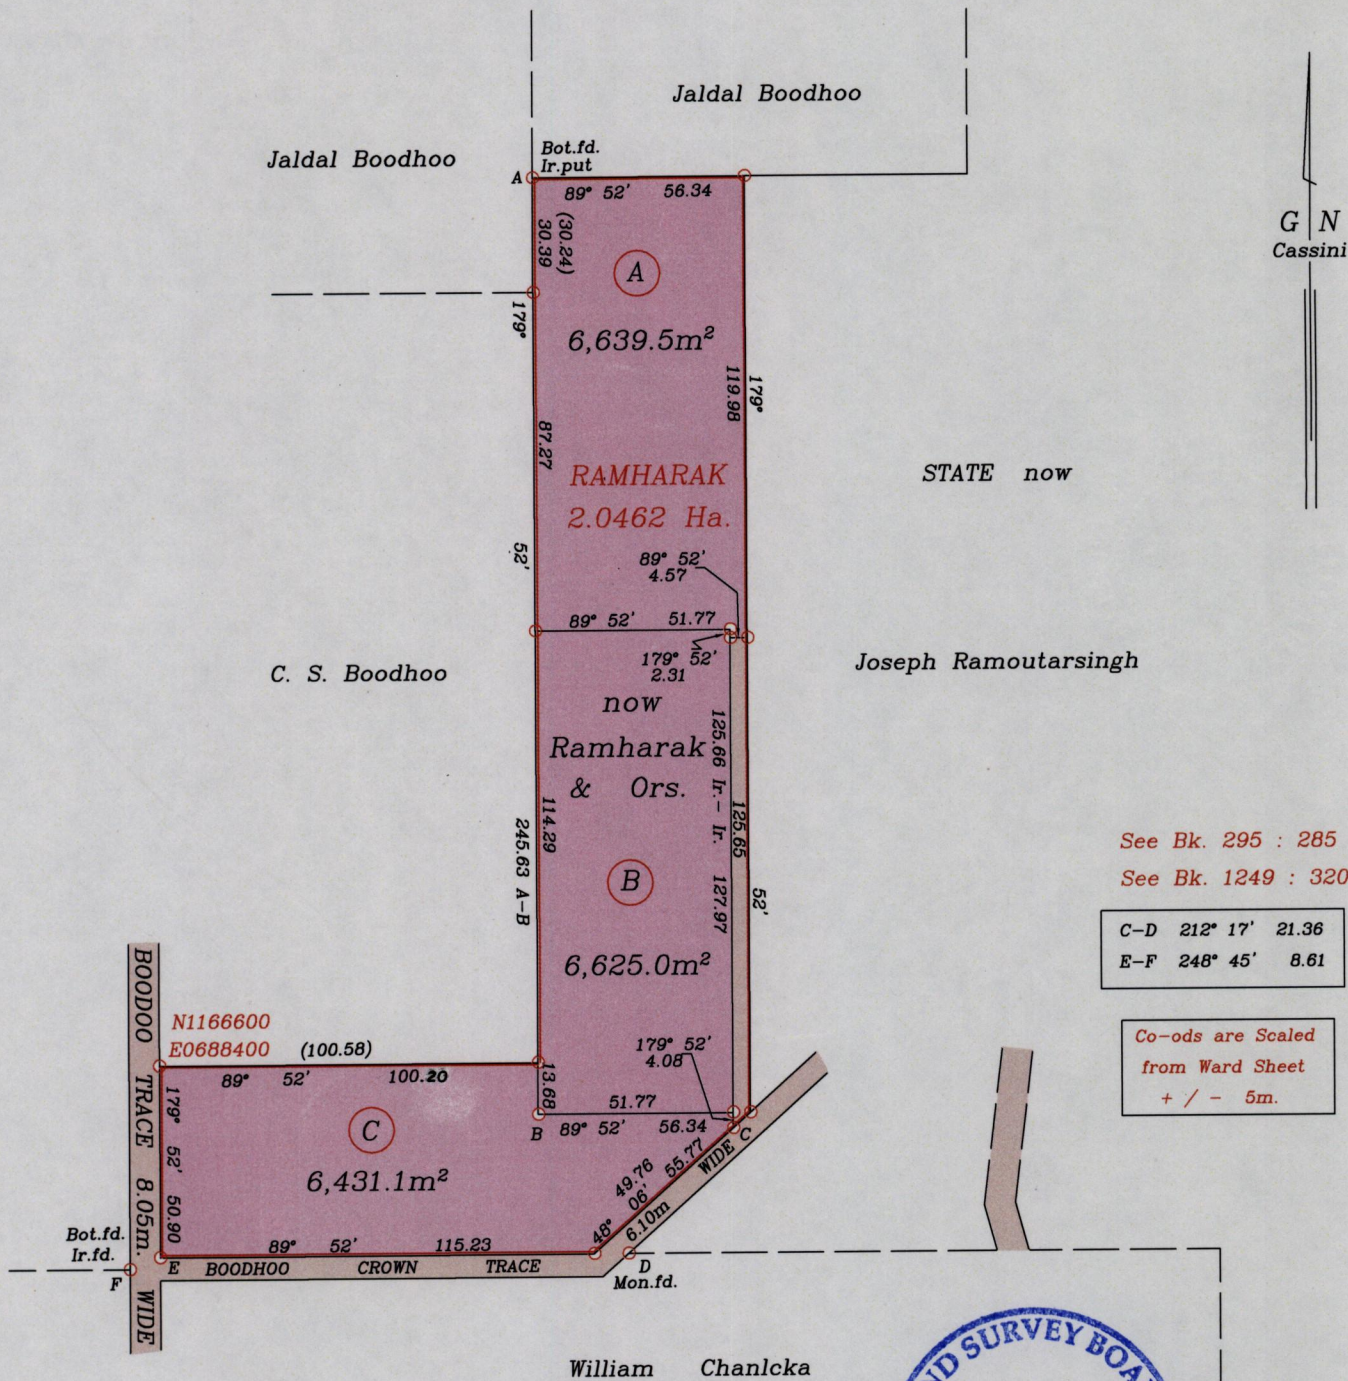 Jaldal Boodhoo
Jaldal Boodhoo
Bot.fd.
Ir.put
A
89° 52' 56.34
(30.24)
30.39
A
G N
Cassini
6,639.5m²
179°
179°
119.98
87.27
RAMHARAK
2.0462 Ha.
STATE now
52'
89° 52'
4.57
89° 52' 51.77
179° 52'
2.31
C. S. Boodhoo
Joseph Ramoutarsingh
now
Ramharak
& Ors.
125.66 Ir.- Ir. 127.97
125.65
114.29
245.63 A-B
B
52'
6,625.0m²
See Bk. 295 : 285
See Bk. 1249 : 320
C-D 212° 17' 21.36
E-F 248° 45' 8.61
Co-ods are Scaled
from Ward Sheet
+ / - 5m.
BOODOO TRACE 8.05m. WIDE
N1166600
E0688400
(100.58)
89° 52' 100.20
179° 52'
4.08
13.68
51.77
B
89° 52' 56.34
C
179° 52' 50.90
C
6,431.1m²
49.76
55.77
48° 06'
6.10m WIDE
Bot.fd.
Ir.fd.
F
89° 52' 115.23
E
BOODHOO CROWN TRACE
D
Mon.fd.
William Chanlcka
ND SURVEY BOA